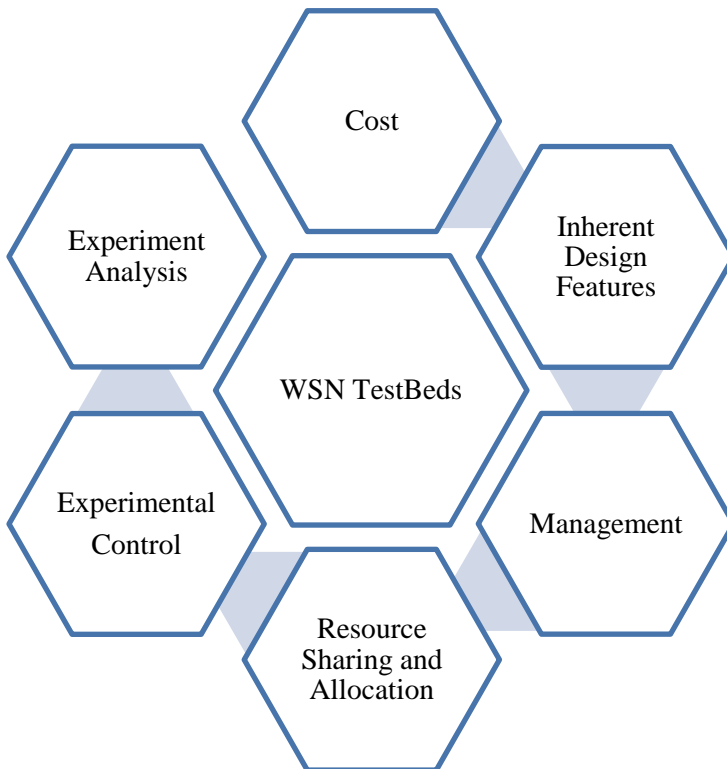 Cost
Experiment
Analysis
Inherent
Design
Features
WSN TestBeds
Experimental
Control
Management
Resource
Sharing and
Allocation